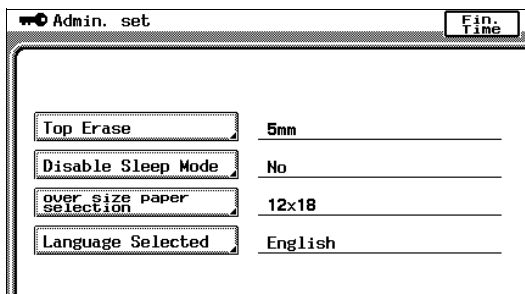 Admin. set
Fin.
Time
Top Erase
5mm
Disable Sleep Mode
No
over size paper
selection
12x18
Language Selected
English